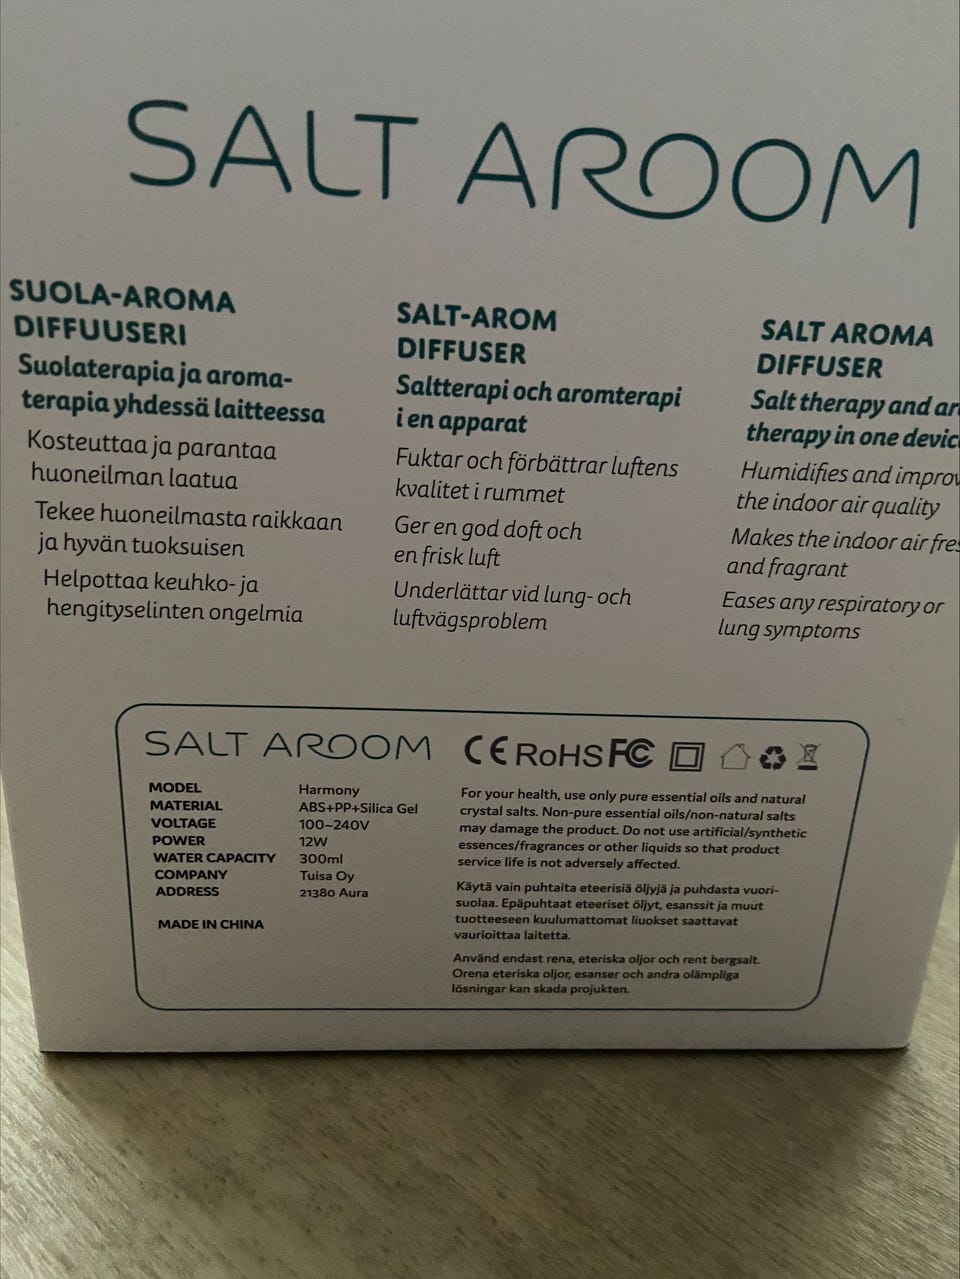 SALT AROOM
SUOLA-AROMA
DIFFUUSERI
Suolaterapia ja aroma-
terapia yhdessä laitteessa
Kosteuttaa ja parantaa
huoneilman laatua
Tekee huoneilmasta raikkaan
ja hyvän tuoksuisen
Helpottaa keuhko- ja
hengityselinten ongelmia
SALT-AROM
DIFFUSER
Saltterapi och aromterapi
i en apparat
Fuktar och förbättrar luftens
kvalitet i rummet
Ger en god doft och
en frisk luft
Underlättar vid lung- och
luftvägsproblem
SALT AROMA
DIFFUSER
Salt therapy and
therapy in one
Humidifies and
the indoor air quality
Makes the indoor air
and fragrant
Eases any respiratory or
lung symptoms
SALT AROOM
CE RoHS FC
MODEL Harmony
MATERIAL ABS+PP+Silica Gel
VOLTAGE 100~240V
POWER 12W
WATER CAPACITY 300ml
COMPANY Tuisa Oy
ADDRESS 21380 Aura
MADE IN CHINA
For your health, use only pure essential oils and natural
crystal salts. Non-pure essential oils/non-natural salts
may damage the product. Do not use artificial/synthetic
essences/fragrances or other liquids so that product
service life is not adversely affected.
Käytä vain puhtaita eteerisiä öljyjä ja puhdasta vuori-
suolaa. Epäpuhtaat eteeriset öljyt, esanssit ja muut
tuotteeseen kuulumattomat liuokset saattavat
vaurioittaa laitetta.
Använd endast rena, eteriska oljor och rent bergsalt.
Orena eteriska oljor, esanser och andra olämpliga
lösningar kan skada projukten.